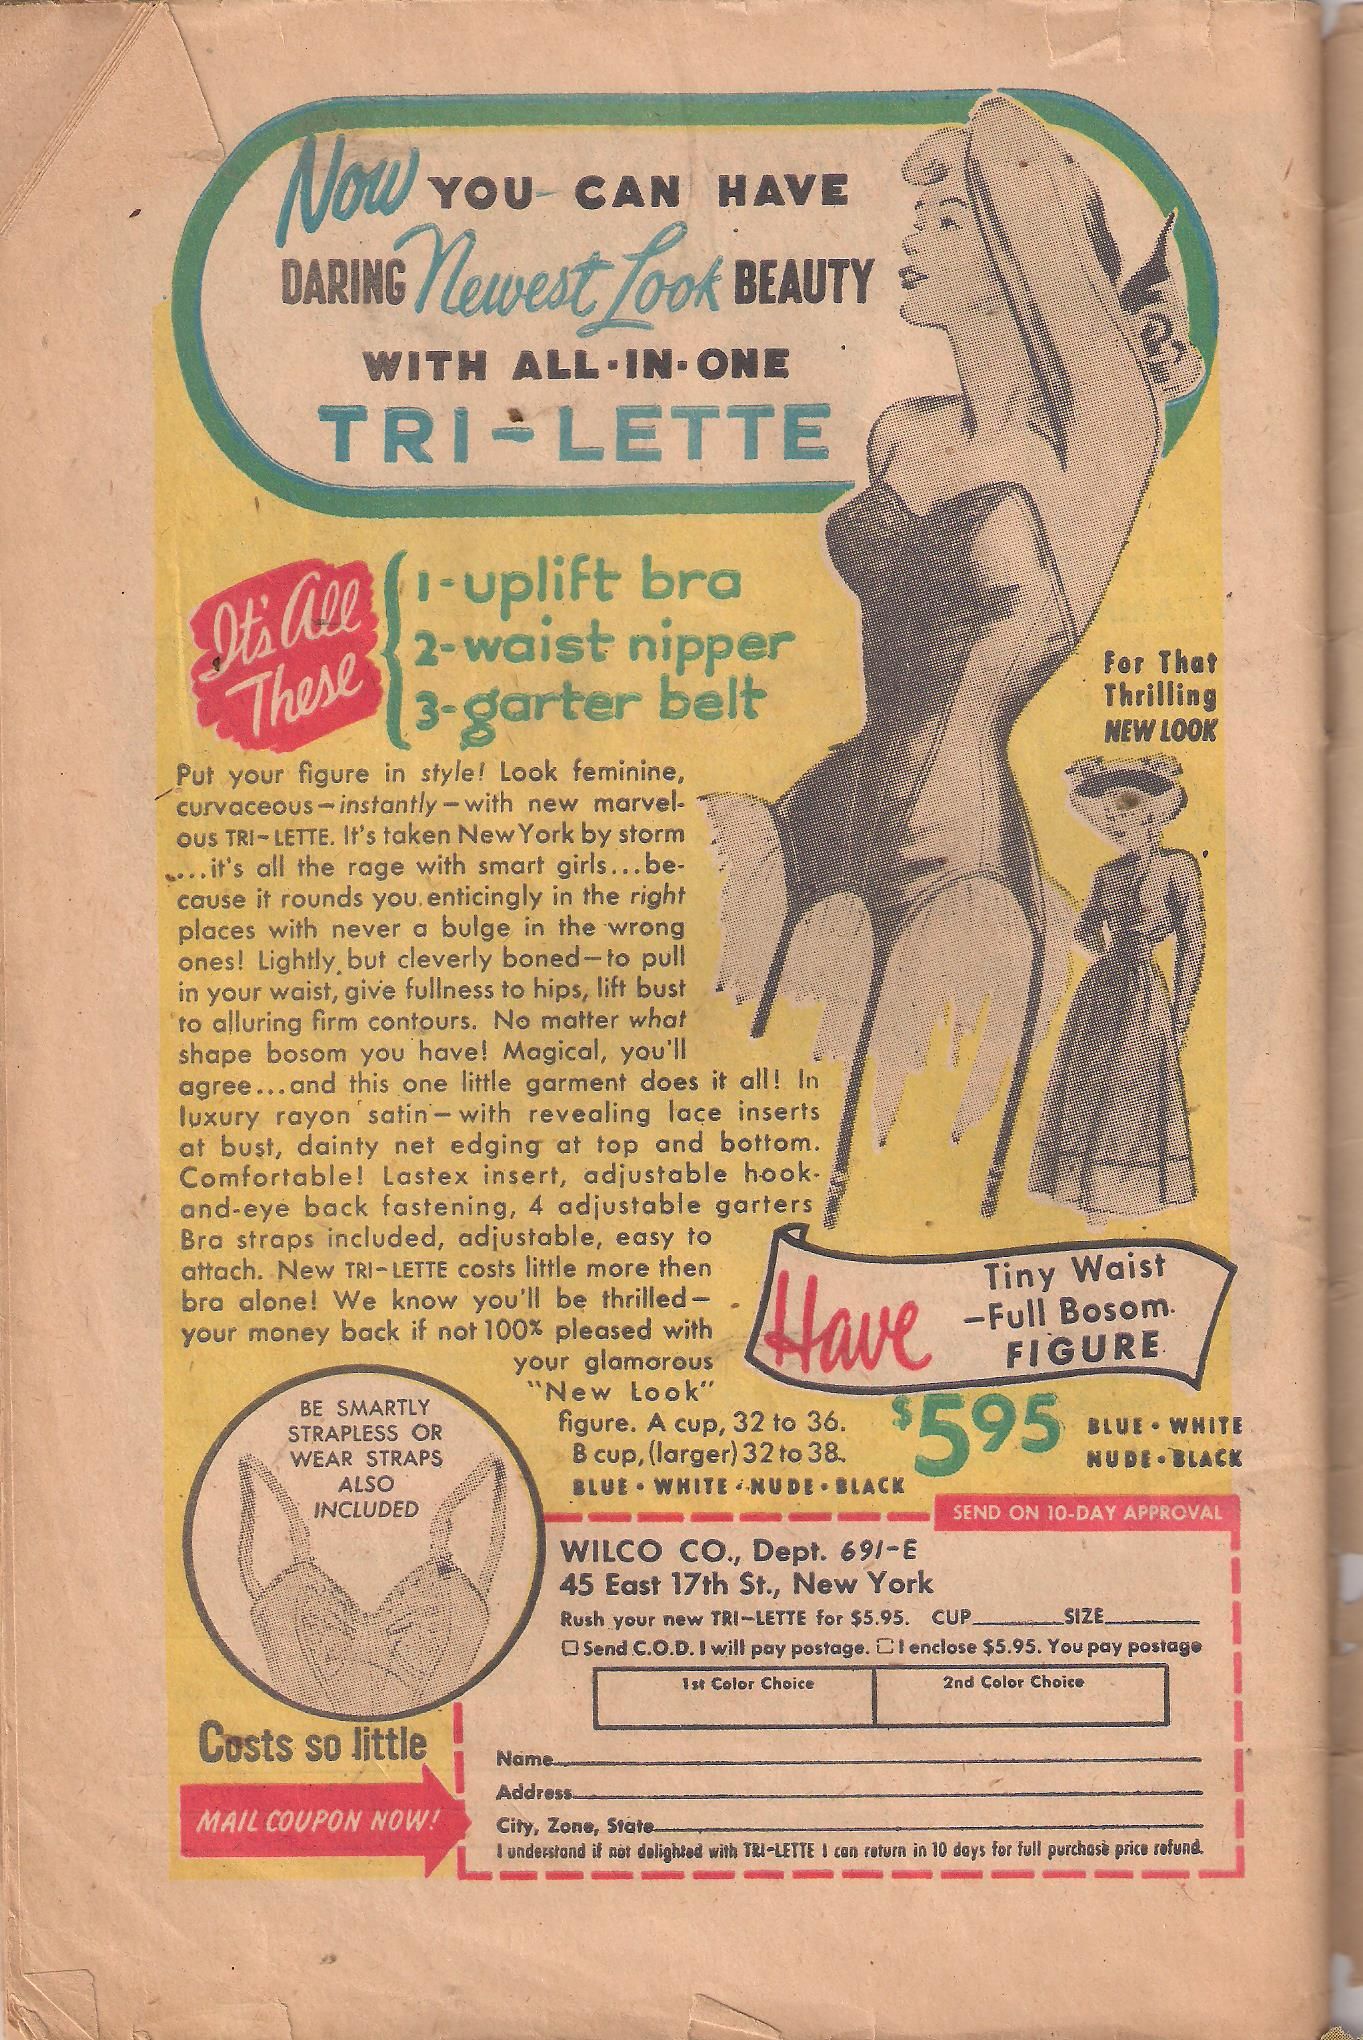 Now YOU CAN HAVE
DARING Newest Look BEAUTY
WITH ALL-IN-ONE
TRI-LETTE
It's All
These
1-uplift bra
2-waist nipper
3-garter belt
For That
Thrilling
NEW LOOK
Put your figure in style! Look feminine,
curvaceous—instantly—with new marvel-
ous TRI-LETTE. It's taken New York by storm
....it's all the rage with smart girls...be-
cause it rounds you enticingly in the right
places with never a bulge in the wrong
ones! Lightly but cleverly boned—to pull
in your waist, give fullness to hips, lift bust
to alluring firm contours. No matter what
shape bosom you have! Magical, you'll
agree...and this one little garment does it all! In
luxury rayon satin—with revealing lace inserts
at bust, dainty net edging at top and bottom.
Comfortable! Lastex insert, adjustable hook-
and-eye back fastening, 4 adjustable garters
Bra straps included, adjustable, easy to
attach. New TRI-LETTE costs little more then
bra alone! We know you'll be thrilled—
your money back if not 100% pleased with
your glamorous
"New Look"
figure. A cup, 32 to 36.
B cup, (larger) 32 to 38.
BLUE • WHITE • NUDE • BLACK
Have
Tiny Waist
—Full Bosom
FIGURE
$5.95
BLUE • WHITE
NUDE • BLACK
BE SMARTLY
STRAPLESS OR
WEAR STRAPS
ALSO
INCLUDED
Costs so little
MAIL COUPON NOW!
SEND ON 10-DAY APPROVAL
WILCO CO., Dept. 691-E
45 East 17th St., New York
Rush your new TRI-LETTE for $5.95. CUP______SIZE______
☐ Send C.O.D. I will pay postage. ☐ I enclose $5.95. You pay postage
1st Color Choice
2nd Color Choice
Name
Address
City, Zone, State
I understand if not delighted with TRI-LETTE I can return in 10 days for full purchase price refund.